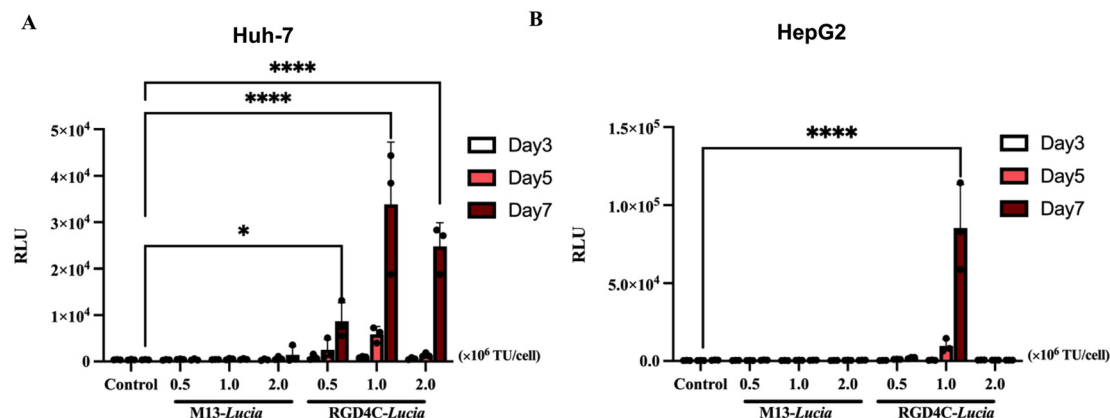 A
Huh-7
****
****
*
RLU
5×10⁴
4×10⁴
3×10⁴
2×10⁴
1×10⁴
0
Day3
Day5
Day7
Control 0.5 1.0 2.0 0.5 1.0 2.0 (×10⁶ TU/cell)
M13-Lucia RGD4C-Lucia
B
HepG2
****
RLU
1.5×10⁵
1.0×10⁵
5.0×10⁴
0.0
Day3
Day5
Day7
Control 0.5 1.0 2.0 0.5 1.0 2.0 (×10⁶ TU/cell)
M13-Lucia RGD4C-Lucia